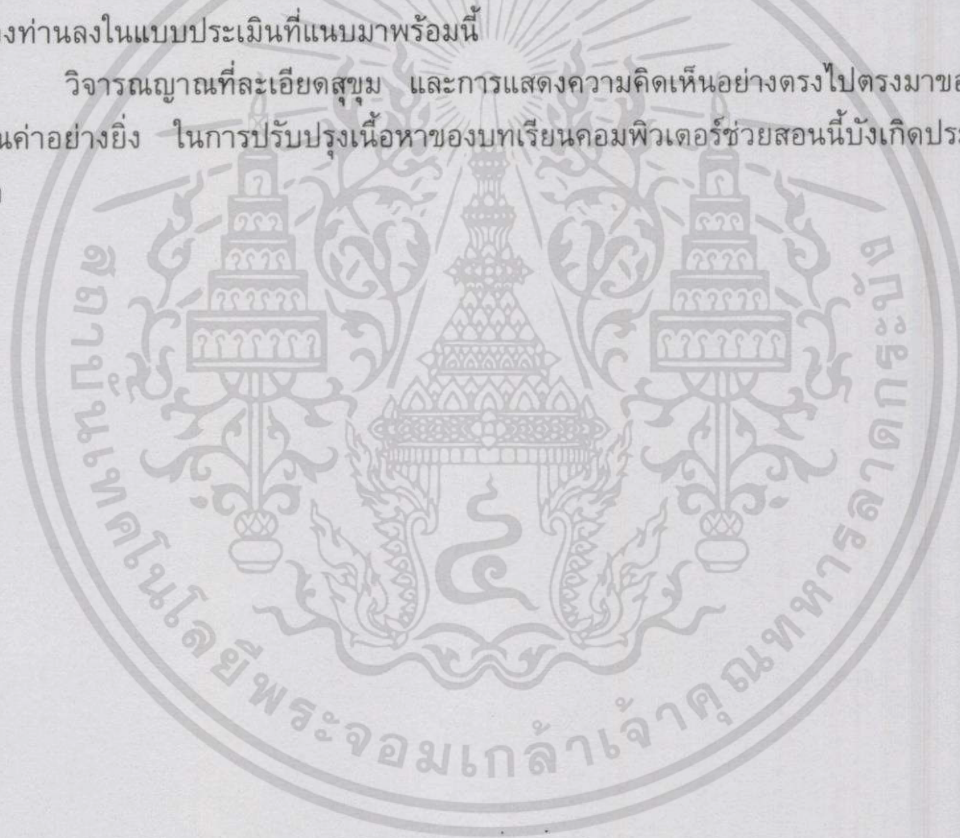 งท่านลงในแบบประเมินที่แนบมาพร้อมนี้
วิจารณญาณที่ละเอียดสุขุม และการแสดงความคิดเห็นอย่างตรงไปตรงมาขอ
นค่าอย่างยิ่ง ในการปรับปรุงเนื้อหาของบทเรียนคอมพิวเตอร์ช่วยสอนนี้บังเกิดประ
สถาบันเทคโนโลยีพระจอมเกล้าเจ้าคุณทหารลาดกระบัง
๔